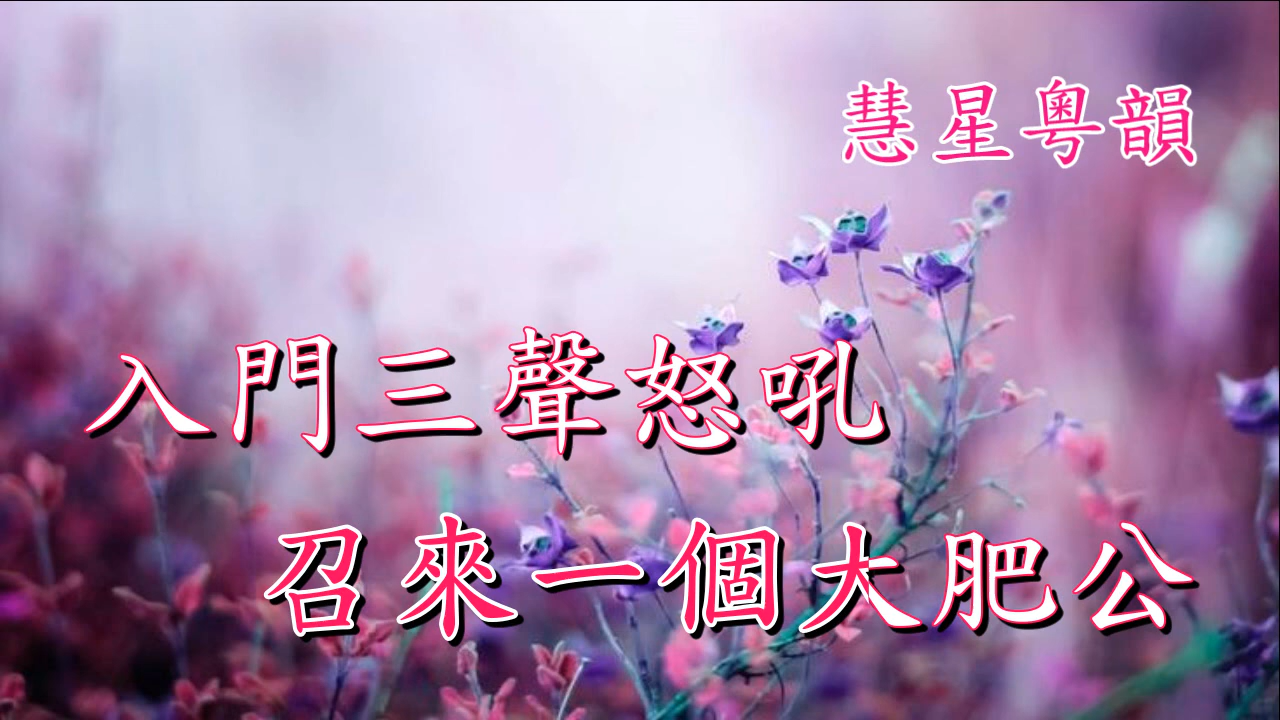 慧星粵韻
入門三聲怒吼
召來一個大肥公